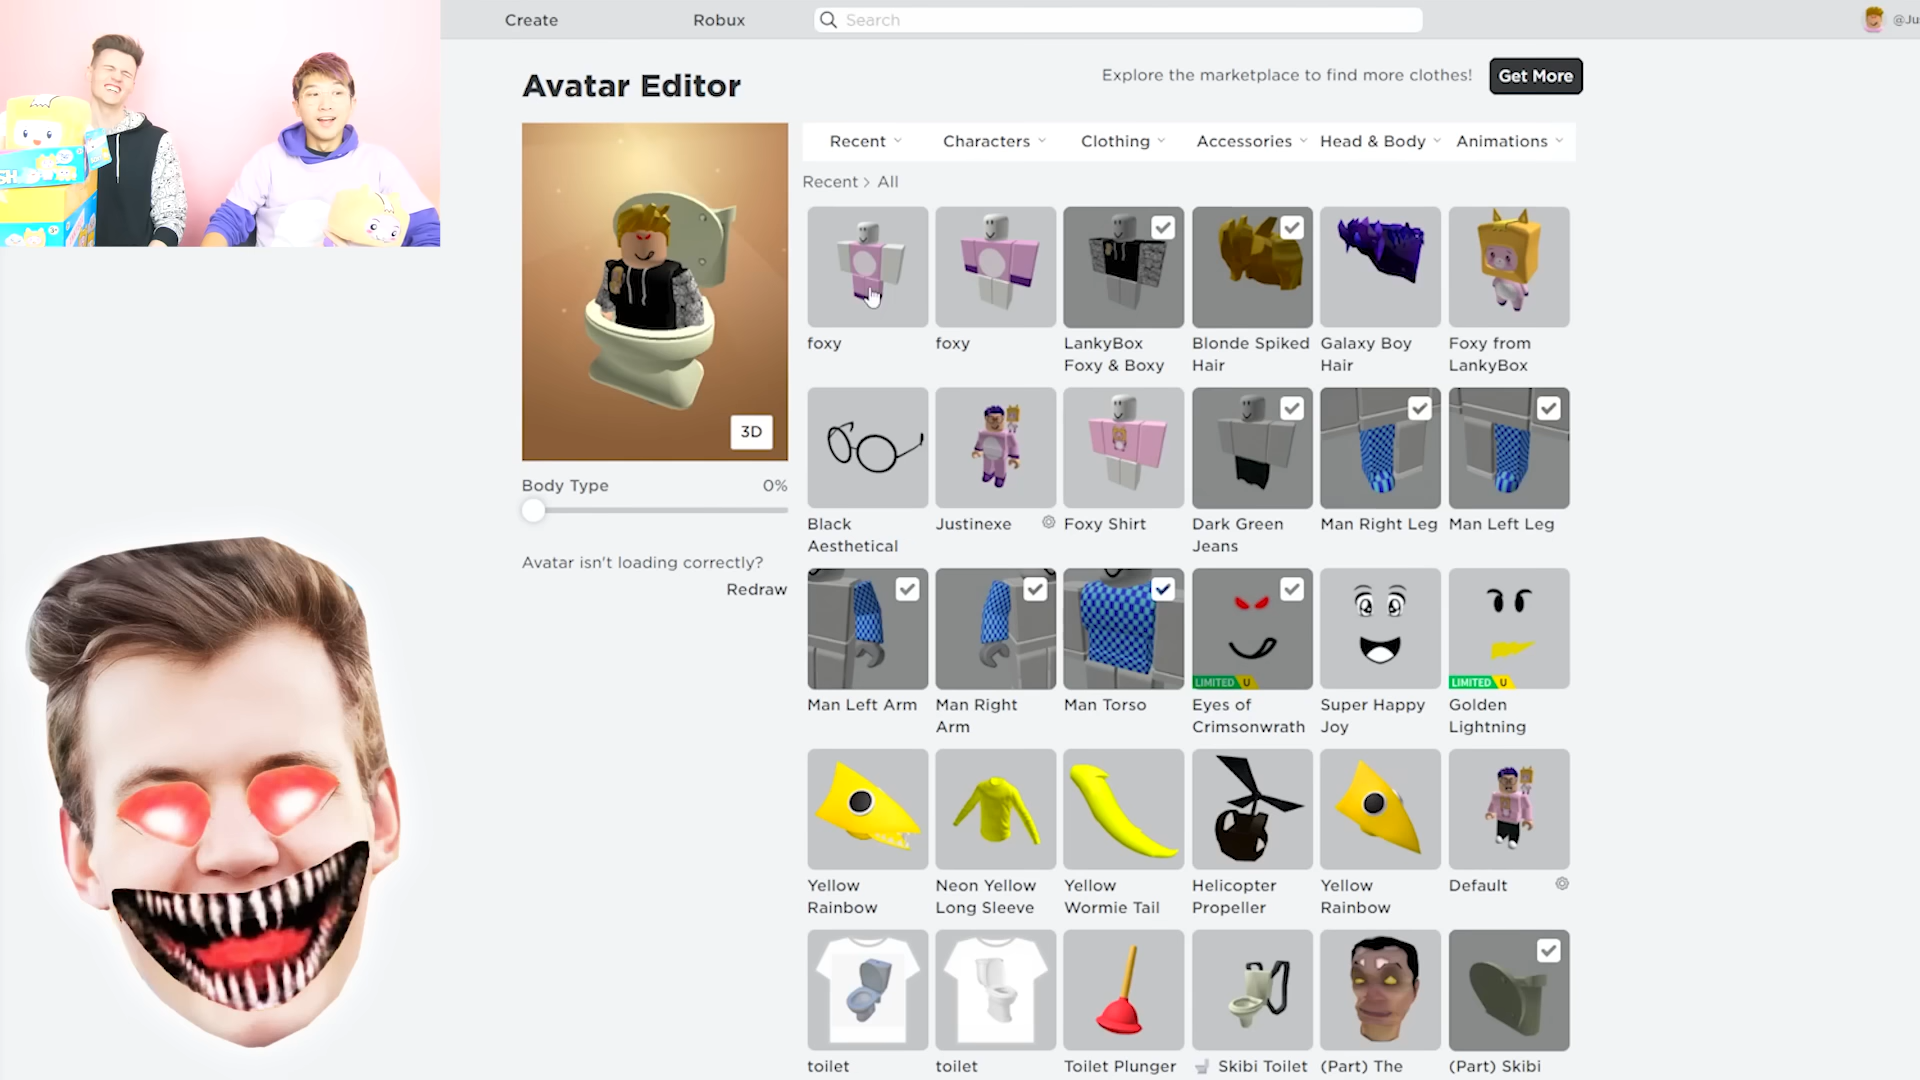 Create
Robux
Search
@Ju
Avatar Editor
Explore the marketplace to find more clothes!
Get More
Recent
Characters
Clothing
Accessories
Head & Body
Animations
Recent > All
3D
Body Type
0%
Avatar isn't loading correctly?
Redraw
foxy
foxy
LankyBox
Foxy & Boxy
Blonde Spiked
Hair
Galaxy Boy
Hair
Foxy from
LankyBox
Black
Aesthetical
Justinexe
Foxy Shirt
Dark Green
Jeans
Man Right Leg
Man Left Leg
Man Left Arm
Man Right
Arm
Man Torso
LIMITED U
Eyes of
Crimsonwrath
Super Happy
Joy
LIMITED U
Golden
Lightning
Yellow
Rainbow
Neon Yellow
Long Sleeve
Yellow
Wormie Tail
Helicopter
Propeller
Yellow
Rainbow
Default
toilet
toilet
Toilet Plunger
🚽 Skibi Toilet
(Part) The
(Part) Skibi